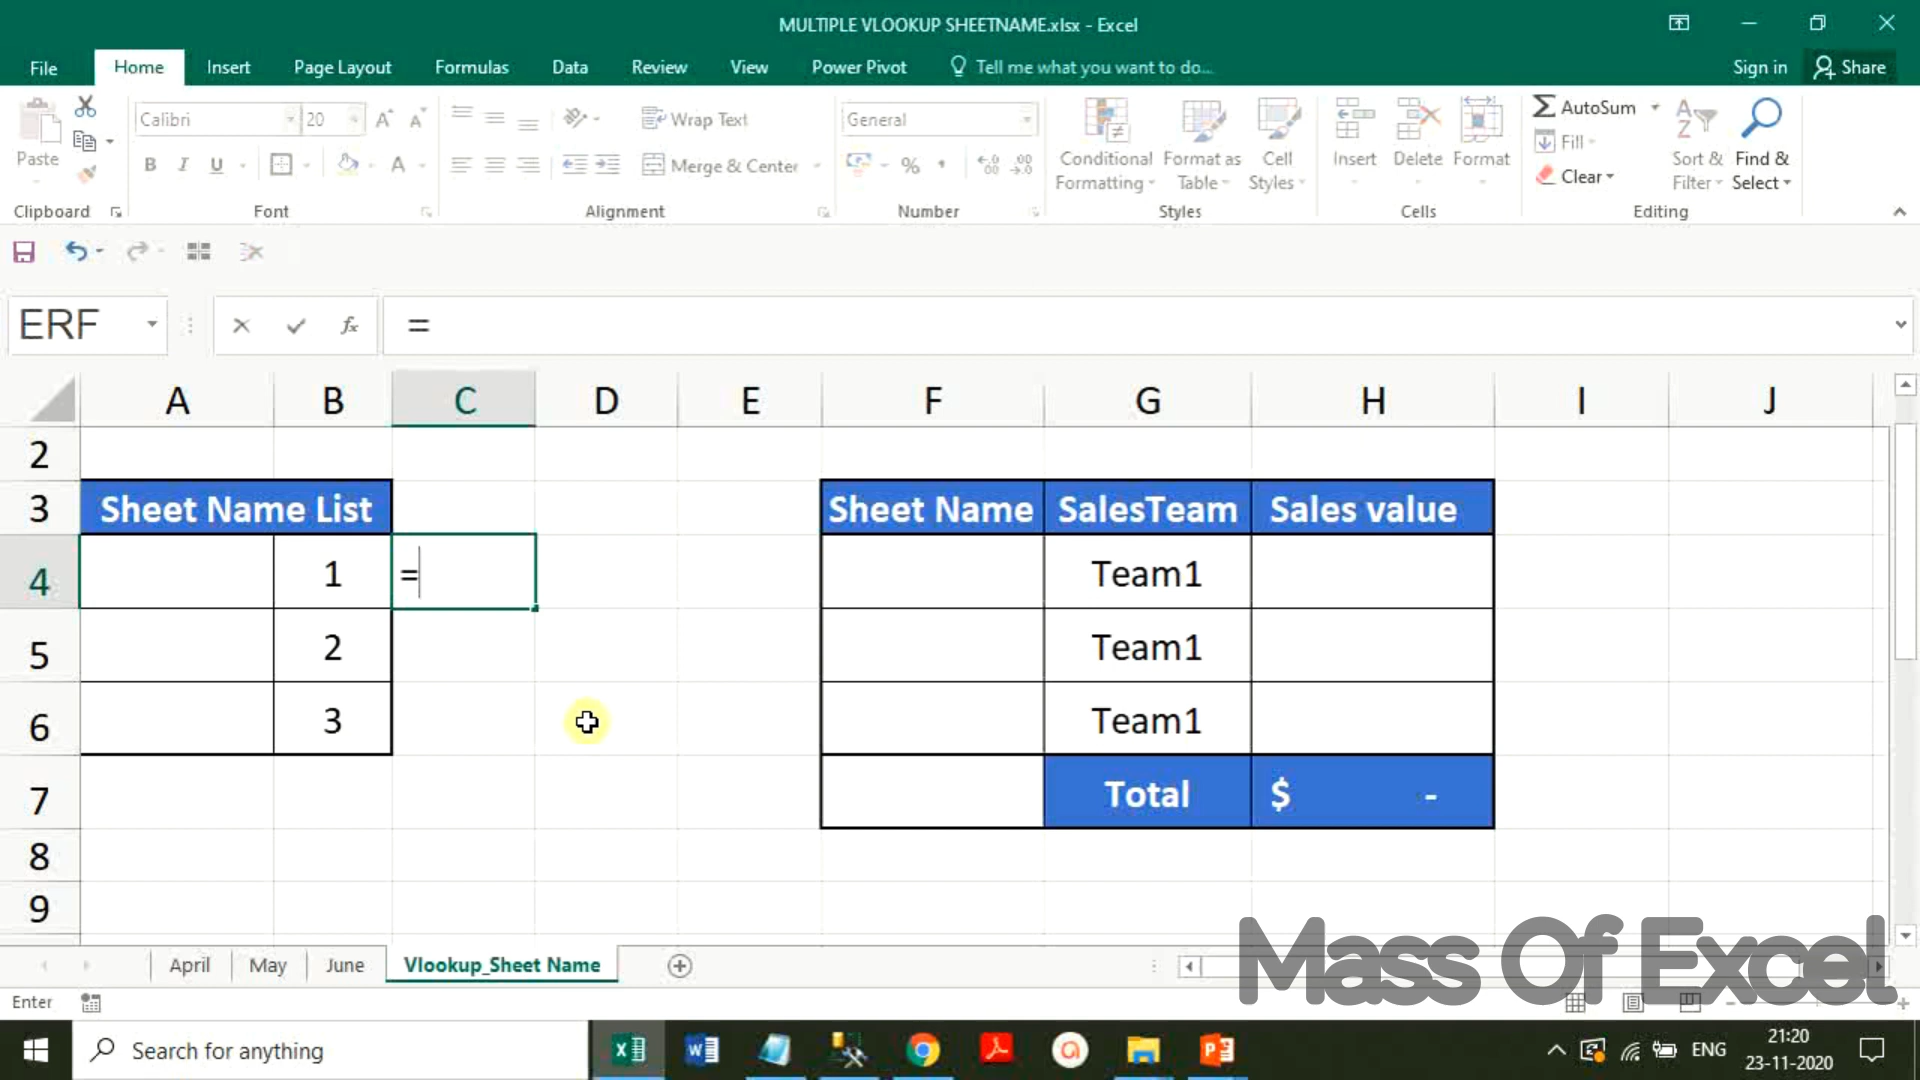 MULTIPLE VLOOKUP SHEETNAME.xlsx - Excel
File Home Insert Page Layout Formulas Data Review View Power Pivot Tell me what you want to do... Sign in Share
Paste
Clipboard
Calibri 20
B I U A
Font
Wrap Text
Merge & Center
Alignment
General
%
Number
Conditional Formatting
Format as Table
Cell Styles
Styles
Insert Delete Format
Cells
AutoSum
Fill
Clear
Sort & Filter
Find & Select
Editing
ERF fx =
A B C D E F G H I J
2
3 Sheet Name List Sheet Name SalesTeam Sales value
4 1 = Team1
5 2 Team1
6 3 Team1
7 Total $ -
8
9
Mass Of Excel
April May June Vlookup_Sheet Name
Enter
Search for anything
ENG
21:20
23-11-2020